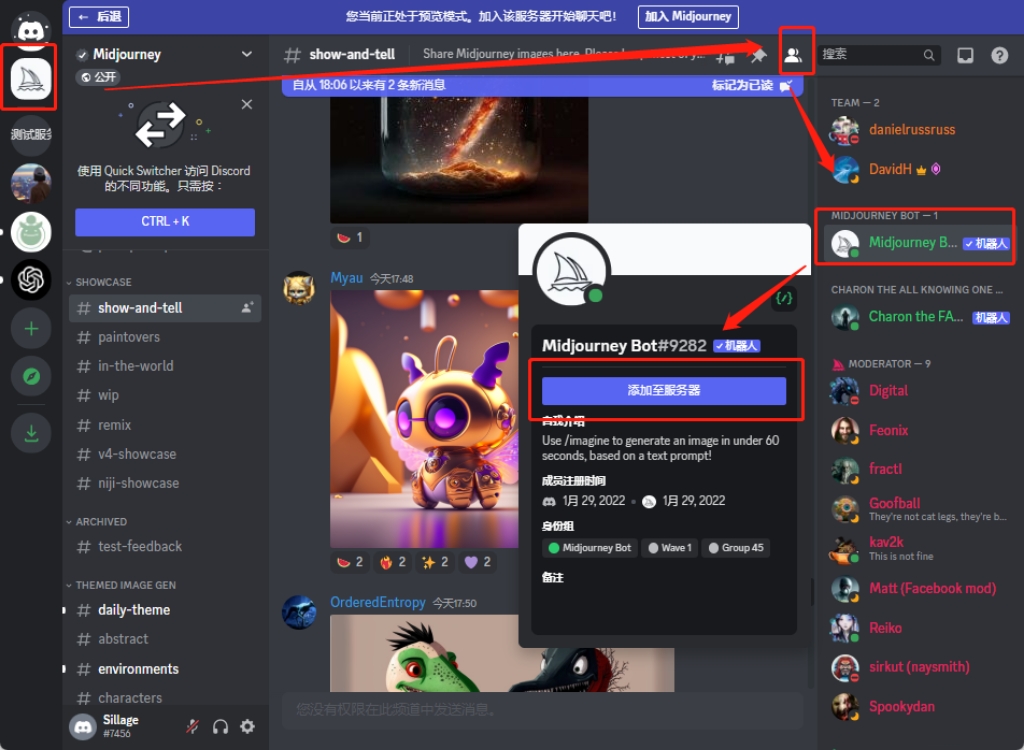 ← 后退
您当前正处于预览模式。加入该服务器开始聊天吧！
加入 Midjourney
Midjourney
公开
使用 Quick Switcher 访问 Discord
的不同功能。只需按：
CTRL + K
SHOWCASE
# show-and-tell
# paintovers
# in-the-world
# wip
# remix
# v4-showcase
# niji-showcase
ARCHIVED
# test-feedback
THEMED IMAGE GEN
# daily-theme
# abstract
# environments
# characters
Sillage
#7456
测试服务
# show-and-tell
Share Midjourney images here.
搜索
自从 18:06 以来有 2 条新消息
标记为已读
1
Myau 今天17:48
2
2
2
2
OrderedEntropy 今天17:50
您没有权限在此频道中发送消息。
Midjourney Bot#9282 ✓机器人
添加至服务器
自我介绍
Use /imagine to generate an image in under 60
seconds, based on a text prompt!
成员注册时间
1月 29, 2022
1月 29, 2022
身份组
Midjourney Bot
Wave 1
Group 45
备注
TEAM — 2
danielrussruss
DavidH
MIDJOURNEY BOT — 1
Midjourney B... ✓机器人
CHARON THE ALL KNOWING ONE ...
Charon the FA... 机器人
MODERATOR — 9
Digital
Feonix
fractl
Goofball
They're not cat legs, they're b...
kav2k
This is not fine
Matt (Facebook mod)
Reiko
sirkut (naysmith)
Spookydan